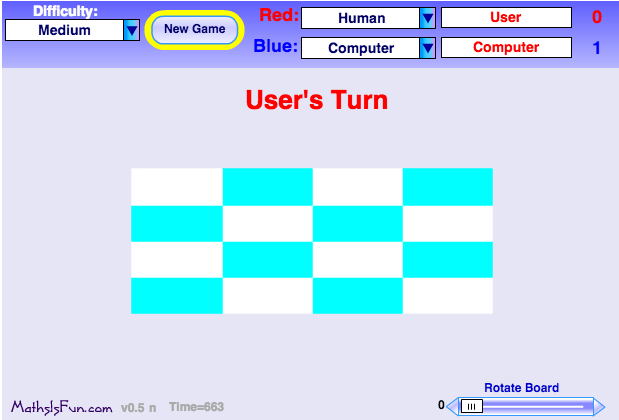 Difficulty:
Medium
New Game
Red: Human User 0
Blue: Computer Computer 1
User's Turn
Rotate Board
0
MathsIsFun.com v0.5 n Time=663